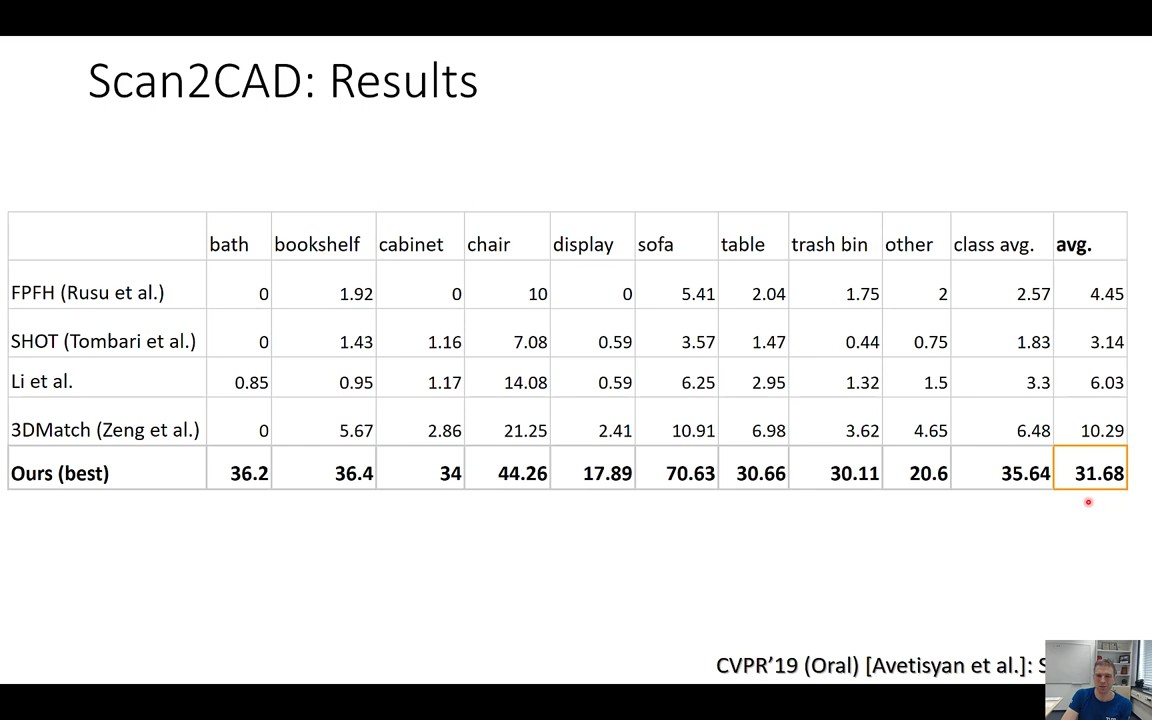 Scan2CAD: Results
bath bookshelf cabinet chair display sofa table trash bin other class avg. avg.
FPFH (Rusu et al.) 0 1.92 0 10 0 5.41 2.04 1.75 2 2.57 4.45
SHOT (Tombari et al.) 0 1.43 1.16 7.08 0.59 3.57 1.47 0.44 0.75 1.83 3.14
Li et al. 0.85 0.95 1.17 14.08 0.59 6.25 2.95 1.32 1.5 3.3 6.03
3DMatch (Zeng et al.) 0 5.67 2.86 21.25 2.41 10.91 6.98 3.62 4.65 6.48 10.29
Ours (best) 36.2 36.4 34 44.26 17.89 70.63 30.66 30.11 20.6 35.64 31.68
CVPR’19 (Oral) [Avetisyan et al.]: